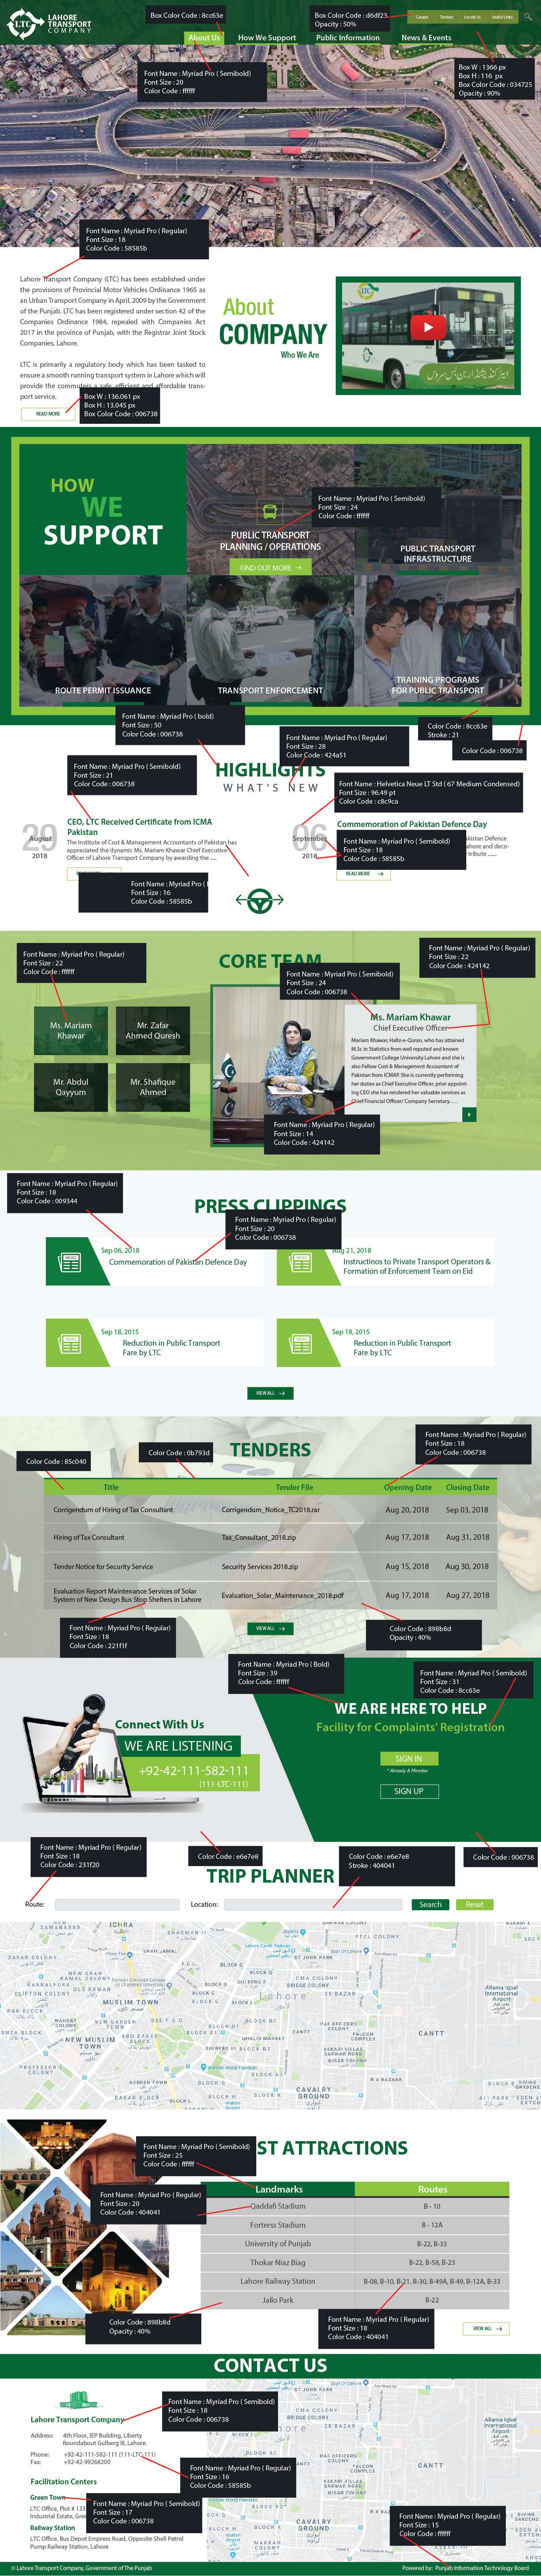 LAHORE
TRANSPORT
COMPANY
LTC
Box Color Code : 8cc63e
Box Color Code : d6df23
Opacity : 50%
Careers
Tenders
Locate Us
Useful Links
About Us
How We Support
Public Information
News & Events
Font Name : Myriad Pro ( Semibold)
Font Size : 20
Color Code : ffffff
Box W : 1366 px
Box H : 116 px
Box Color Code : 034725
Opacity : 90%
Font Name : Myriad Pro ( Regular)
Font Size : 18
Color Code : 58585b
Lahore Transport Company (LTC) has been established under
the provisions of Provincial Motor Vehicles Ordinance 1965 as
an Urban Transport Company in April, 2009 by the Government
of the Punjab. LTC has been registered under section 42 of the
Companies Ordinance 1984, repealed with Companies Act
2017 in the province of Punjab, with the Registrar Joint Stock
Companies, Lahore.
LTC is primarily a regulatory body which has been tasked to
ensure a smooth running transport system in Lahore which will
provide the commuters a safe, efficient and affordable trans-
port service.
READ MORE
Box W : 136.061 px
Box H : 13.045 px
Box Color Code : 006738
About
COMPANY
Who We Are
LTC
HOW
WE
SUPPORT
Font Name : Myriad Pro ( Semibold)
Font Size : 24
Color Code : ffffff
PUBLIC TRANSPORT
PLANNING / OPERATIONS
FIND OUT MORE
PUBLIC TRANSPORT
INFRASTRUCTURE
ROUTE PERMIT ISSUANCE
TRANSPORT ENFORCEMENT
TRAINING PROGRAMS
FOR PUBLIC TRANSPORT
Font Name : Myriad Pro ( bold)
Font Size : 50
Color Code : 006738
Color Code : 8cc63e
Stroke : 21
Color Code : 006738
Font Name : Myriad Pro ( Regular)
Font Size : 28
Color Code : 424a51
Font Name : Myriad Pro ( Semibold)
Font Size : 21
Color Code : 006738
HIGHLIGHTS
WHAT'S NEW
Font Name : Helvetica Neue LT Std ( 67 Medium Condensed)
Font Size : 96.49 pt
Color Code : c8c9ca
20
August
2018
CEO, LTC Received Certificate from ICMA
Pakistan
The Institute of Cost & Management Accountants of Pakistan has
appointed the dynamic Ms. Mariam Khawar Chief Executive
Officer of Lahore Transport Company by awarding the .....
06
September
2018
Commemoration of Pakistan Defence Day
Font Name : Myriad Pro ( Semibold)
Font Size : 18
Color Code : 58585b
READ MORE
Font Name : Myriad Pro (
Font Size : 16
Color Code : 58585b
Font Name : Myriad Pro ( Regular)
Font Size : 22
Color Code : ffffff
CORE TEAM
Font Name : Myriad Pro ( Semibold)
Font Size : 24
Color Code : 006738
Font Name : Myriad Pro ( Regular)
Font Size : 22
Color Code : 424142
Ms. Mariam
Khawar
Mr. Zafar
Ahmed Quresh
Mr. Abdul
Qayyum
Mr. Shafique
Ahmed
Ms. Mariam Khawar
Chief Executive Officer
Mariam Khawar, Hafiz-e-Quran, who has attained
M.Sc in Statistics from well reputed and known
Government College University Lahore and she is
also Fellow Cost & Management Accountant of
Pakistan from ICMAP. She is currently performing
her duties as Chief Executive Officer, prior appoint-
ing CEO she has rendered her valuable services as
Chief Financial Officer/ Company Secretary. . . .
Font Name : Myriad Pro ( Regular)
Font Size : 14
Color Code : 424142
Font Name : Myriad Pro ( Regular)
Font Size : 18
Color Code : 009344
PRESS CLIPPINGS
Font Name : Myriad Pro ( Regular)
Font Size : 20
Color Code : 006738
Sep 06, 2018
Commemoration of Pakistan Defence Day
Aug 21, 2018
Instructinos to Private Transport Operators &
Formation of Enforcement Team on Eid
Sep 18, 2015
Reduction in Public Transport
Fare by LTC
Sep 18, 2015
Reduction in Public Transport
Fare by LTC
VIEW ALL
Color Code : 85c040
Color Code : 0b793d
TENDERS
Font Name : Myriad Pro ( Regular)
Font Size : 18
Color Code : 006738
Title
Tender File
Opening Date
Closing Date
Corrigendum of Hiring of Tax Consultant
Corrigendum_Notice_TC2018.rar
Aug 20, 2018
Sep 03, 2018
Hiring of Tax Consultant
Tax_Consultant_2018.zip
Aug 17, 2018
Aug 31, 2018
Tender Notice for Security Service
Security Services 2018.zip
Aug 15, 2018
Aug 30, 2018
Evaluation Report Maintenance Services of Solar
System of New Design Bus Stop Shelters in Lahore
Evaluation_Solar_Maintenance_2018.pdf
Aug 17, 2018
Aug 27, 2018
Font Name : Myriad Pro ( Regular)
Font Size : 18
Color Code : 221f1f
VIEW ALL
Color Code : 898b8d
Opacity : 40%
Font Name : Myriad Pro ( Bold)
Font Size : 39
Color Code : ffffff
Font Name : Myriad Pro ( Semibold)
Font Size : 31
Color Code : 8cc63e
Connect With Us
WE ARE LISTENING
+92-42-111-582-111
(111-LTC-111)
WE ARE HERE TO HELP
Facility for Complaints' Registration
SIGN IN
* Already A Member
SIGN UP
Font Name : Myriad Pro ( Regular)
Font Size : 18
Color Code : 231f20
Color Code : e6e7e8
Color Code : e6e7e8
Stroke : 404041
Color Code : 006738
TRIP PLANNER
Route:
Location:
Search
Reset
ICHRA
SHAH JAMAL
MUSLIM TOWN
NEW MUSLIM
TOWN
Lahore
CANTT
CAVALRY
GROUND
Allama Iqbal
International
Airport
Font Name : Myriad Pro ( Semibold)
Font Size : 25
Color Code : ffffff
ST ATTRACTIONS
Font Name : Myriad Pro ( Regular)
Font Size : 20
Color Code : 404041
Landmarks
Routes
Qaddafi Stadium
B - 10
Fortress Stadium
B - 12A
University of Punjab
B-22, B-33
Thokar Niaz Biag
B-22, B-58, B-23
Lahore Railway Station
B-08, B-10, B-21, B-30, B-49A, B-49, B-12A, B-33
Jallo Park
B-22
Color Code : 898b8d
Opacity : 40%
Font Name : Myriad Pro ( Regular)
Font Size : 18
Color Code : 404041
VIEW ALL
CONTACT US
Font Name : Myriad Pro ( Semibold)
Font Size : 18
Color Code : 006738
Lahore Transport Company
Address:
4th Floor, IEP Building, Liberty
Roundabout Gulberg III, Lahore.
Phone:
+92-42-111-582-111 (111-LTC-111)
Fax:
+92-42-99268200
Font Name : Myriad Pro ( Regular)
Font Size : 16
Color Code : 58585b
Facilitation Centers
Green Town
LTC Office, Plot # 133
Industrial Estate, Gre
Font Name : Myriad Pro ( Semibold)
Font Size : 17
Color Code : 006738
Railway Station
LTC Office, Bus Depot Express Road, Opposite Shell Petrol
Pump Railway Station, Lahore
CANTT
CAVALRY
GROUND
Allama Iqbal
International
Airport
Font Name : Myriad Pro ( Regular)
Font Size : 15
Color Code : ffffff
© Lahore Transport Company, Government of The Punjab
Powered by: Punjab Information Technology Board